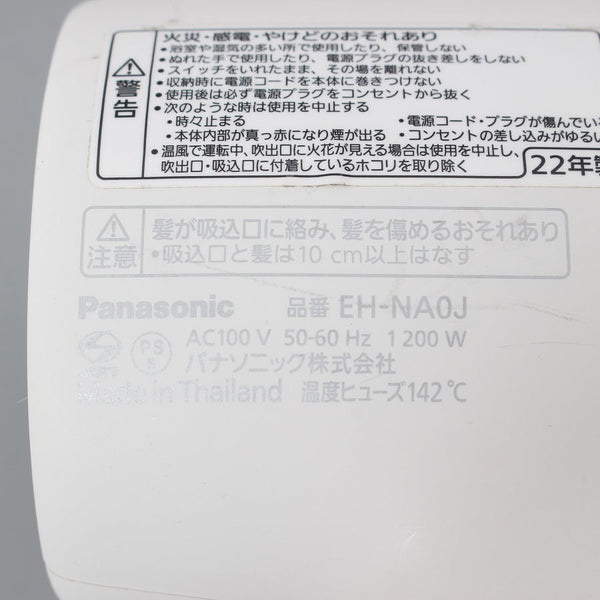 火災・感電・やけどのおそれあり
警告
•浴室や湿気の多い所で使用したり、保管しない
•ぬれた手で使用したり、電源プラグの抜き差しをしない
•スイッチをいれたまま、その場を離れない
•収納時に電源コードを本体に巻きつけない
•使用後は必ず電源プラグをコンセントから抜く
•次のような時は使用を中止する
・時々止まる ・電源コード・プラグが傷んでいる
・本体内部が真っ赤になり煙が出る ・コンセントの差し込みがゆるい
•温風で運転中、吹出口に火花が見える場合は使用を中止し、
吹出口・吸込口に付着しているホコリを取り除く
22年製
注意
髪が吸込口に絡み、髪を傷めるおそれあり
•吸込口と髪は10 cm以上はなす
Panasonic 品番 EH-NA0J
PS
E
AC100 V 50-60 Hz 1 200 W
パナソニック株式会社
Made in Thailand 温度ヒューズ142℃